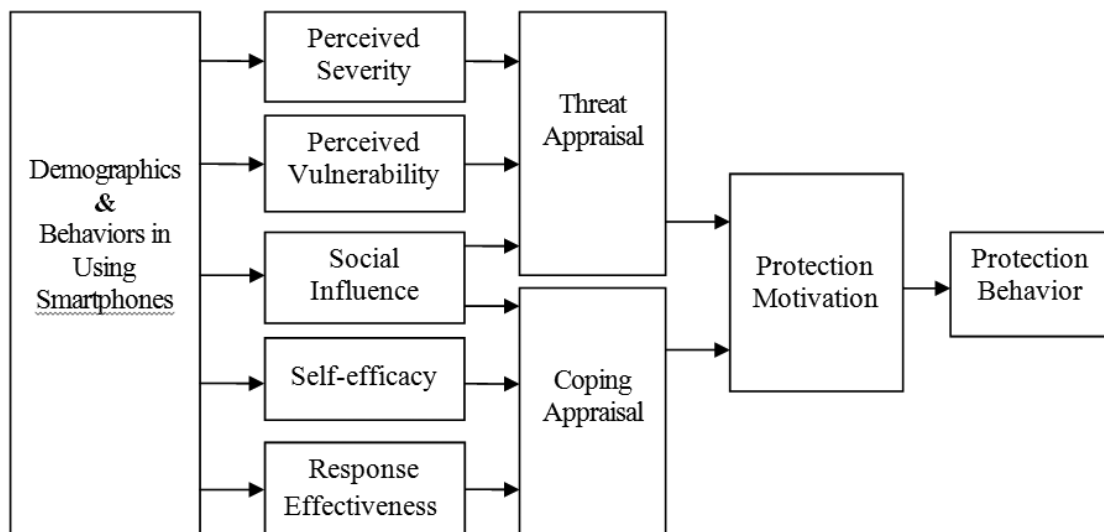 Demographics
&
Behaviors in
Using
Smartphones
Perceived
Severity
Perceived
Vulnerability
Social
Influence
Self-efficacy
Response
Effectiveness
Threat
Appraisal
Coping
Appraisal
Protection
Motivation
Protection
Behavior